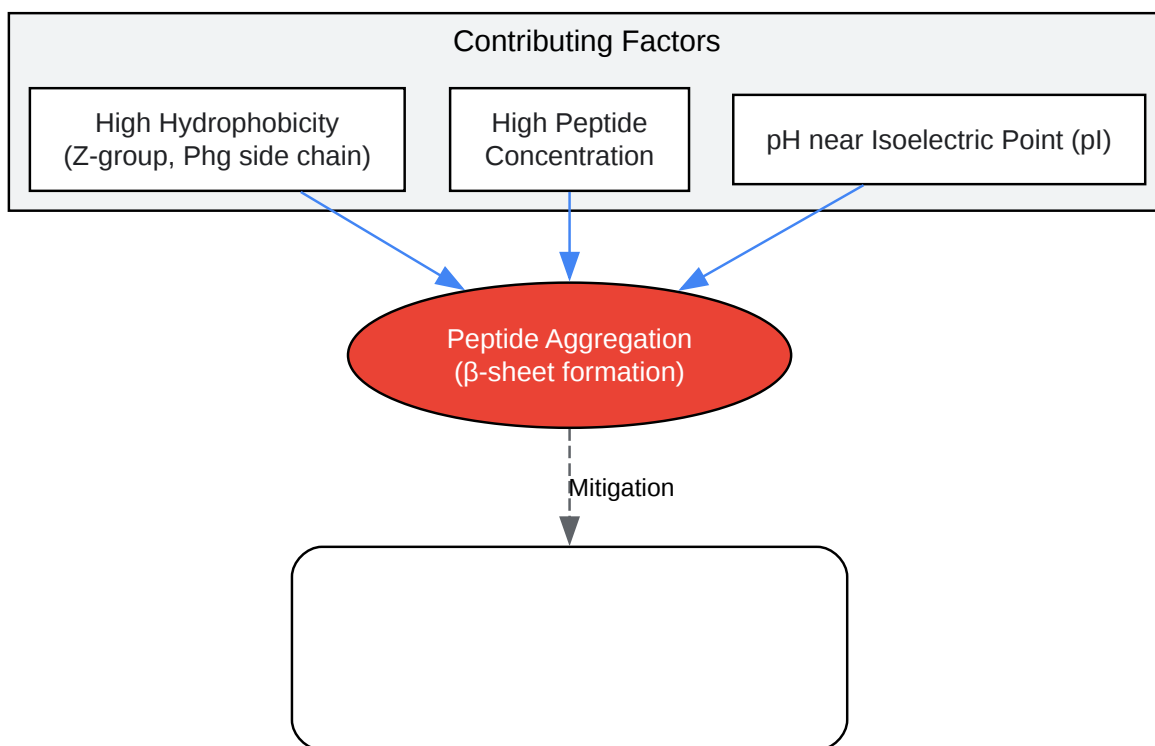 Contributing Factors
High Hydrophobicity
(Z-group, Phg side chain)
High Peptide
Concentration
pH near Isoelectric Point (pI)
Peptide Aggregation
(β-sheet formation)
Mitigation